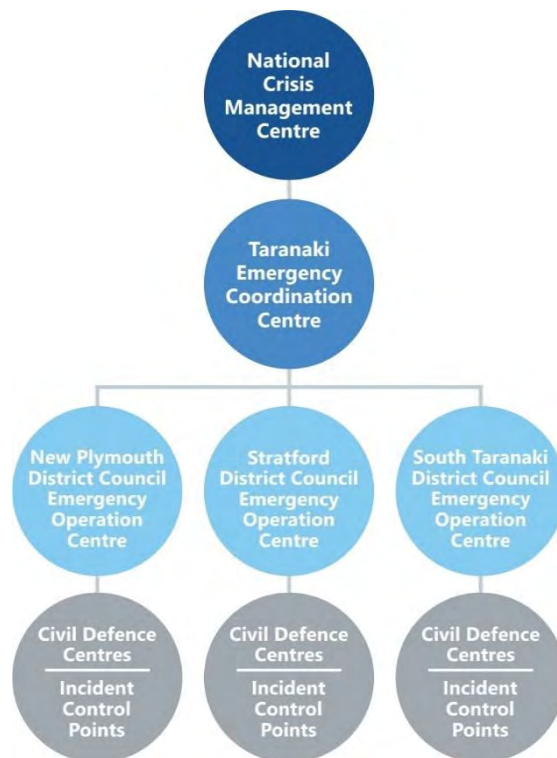 National
Crisis
Management
Centre
Taranaki
Emergency
Coordination
Centre
New Plymouth
District Council
Emergency
Operation
Centre
Stratford
District Council
Emergency
Operation
Centre
South Taranaki
District Council
Emergency
Operation
Centre
Civil Defence
Centres
Incident
Control
Points
Civil Defence
Centres
Incident
Control
Points
Civil Defence
Centres
Incident
Control
Points